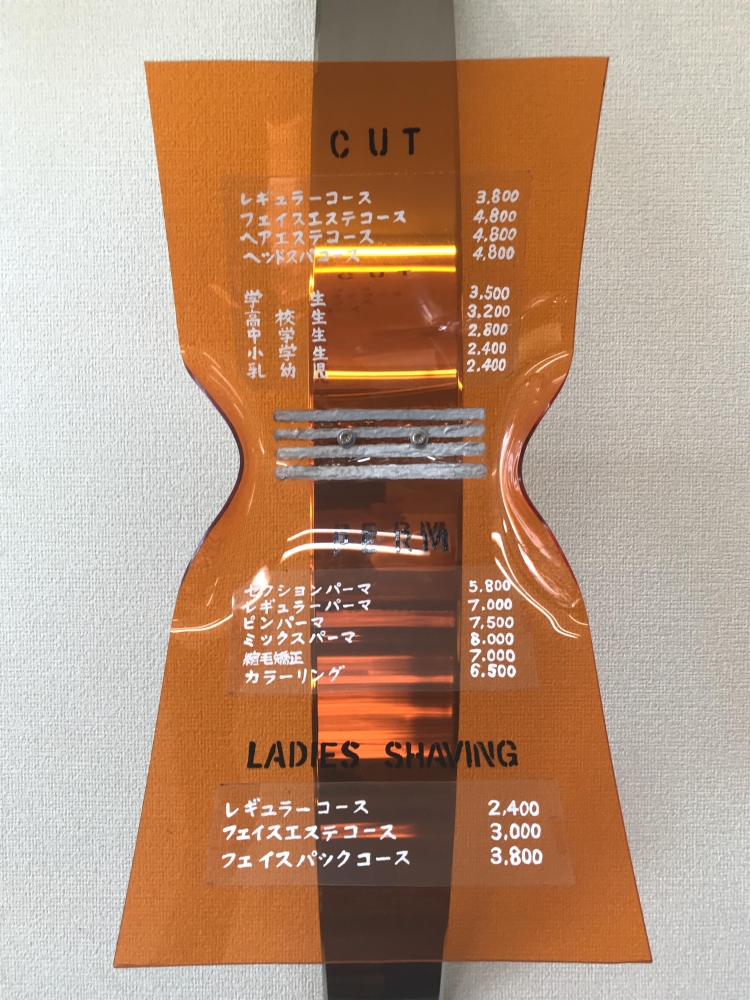 CUT
レギュラーコース 3,800
フェイスエステコース 4,800
ヘアエステコース 4,800
ヘッドスパコース 4,800
学生 3,500
高校生 3,200
中学生 2,800
小学生 2,400
乳幼児 2,400
PERM
セクションパーマ 5.800
レギュラーパーマ 7.000
ピンパーマ 7,500
ミックスパーマ 8.000
縮毛矯正 7.000
カラーリング 6.500
LADIES SHAVING
レギュラーコース 2,400
フェイスエステコース 3,000
フェイスパックコース 3,800